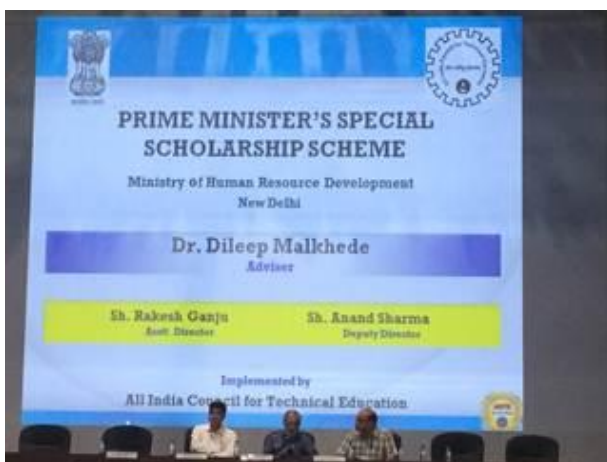 PRIME MINISTER'S SPECIAL
SCHOLARSHIP SCHEME
Ministry of Human Resource Development
New Delhi
Dr. Dileep Malkhede
Adviser
Sh. Rakesh Ganju Sh. Anand Sharma
Asstt. Director Deputy Director
Implemented by
All India Council for Technical Education